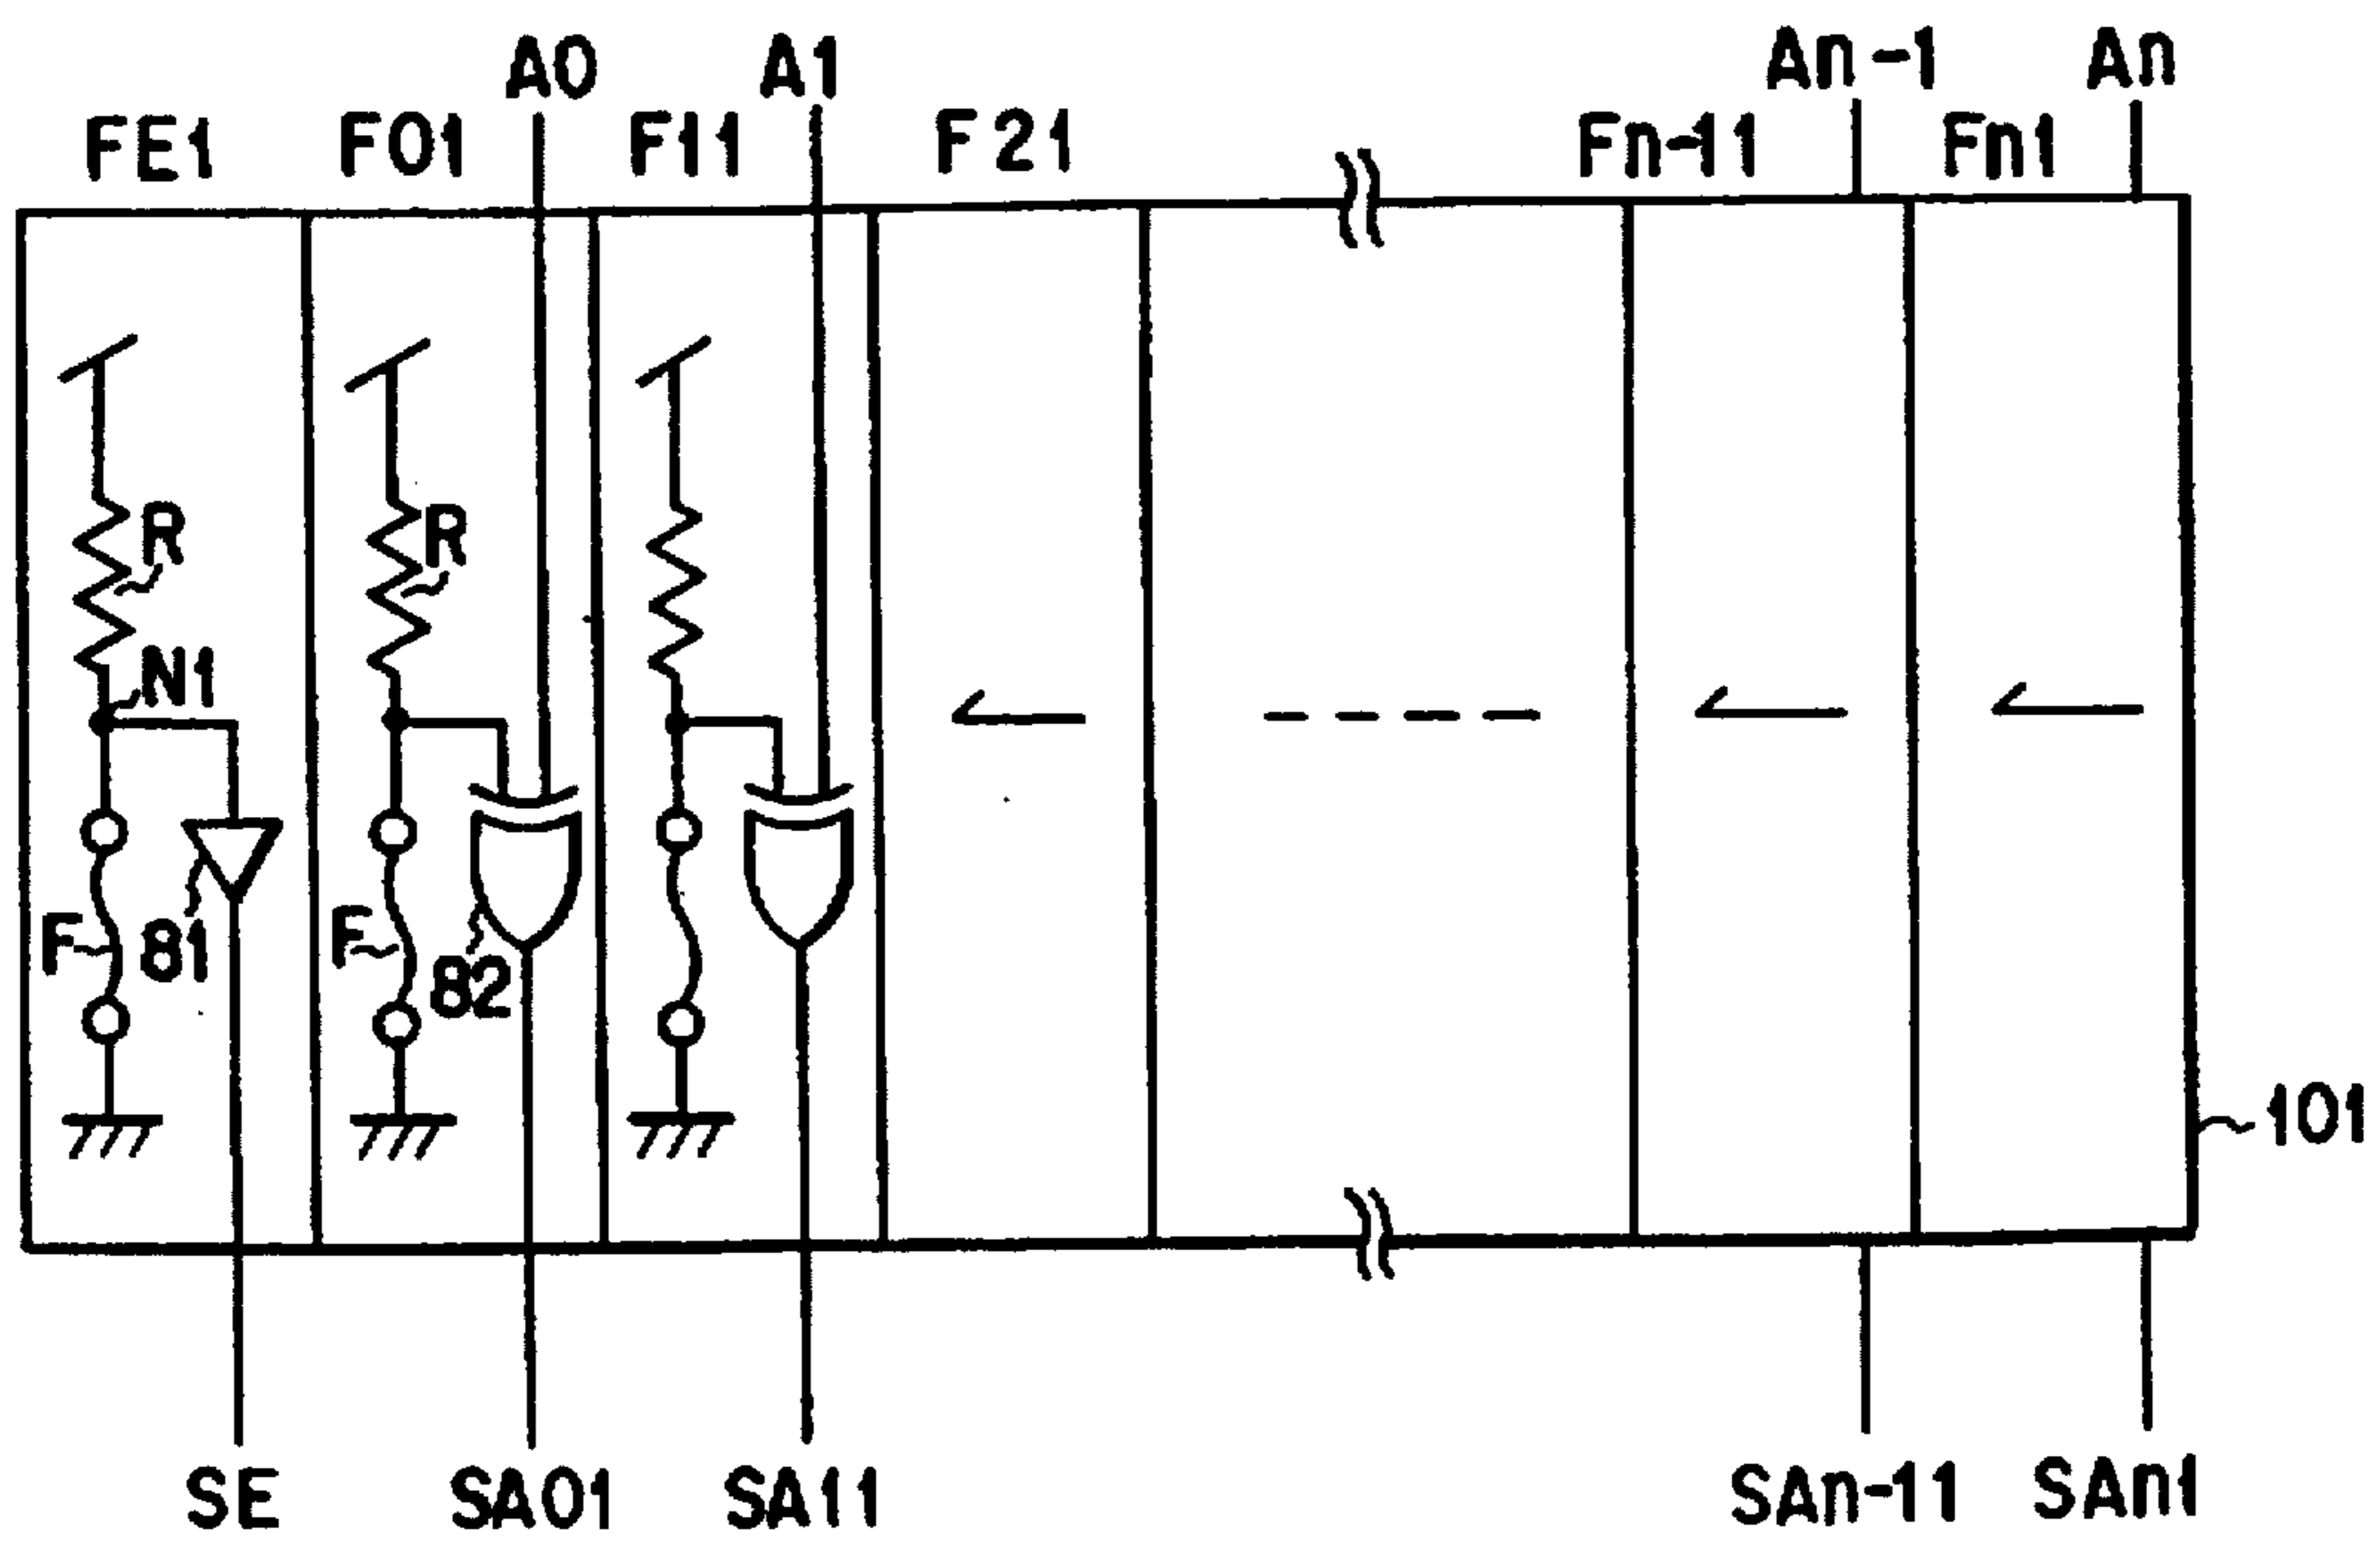 A0 A1 An-1 An
FE1 F01 F11 F21 Fn-11 Fn1
R R
N1
F 81 F 82
101
SE SA01 SA11 SAn-11 SAn1